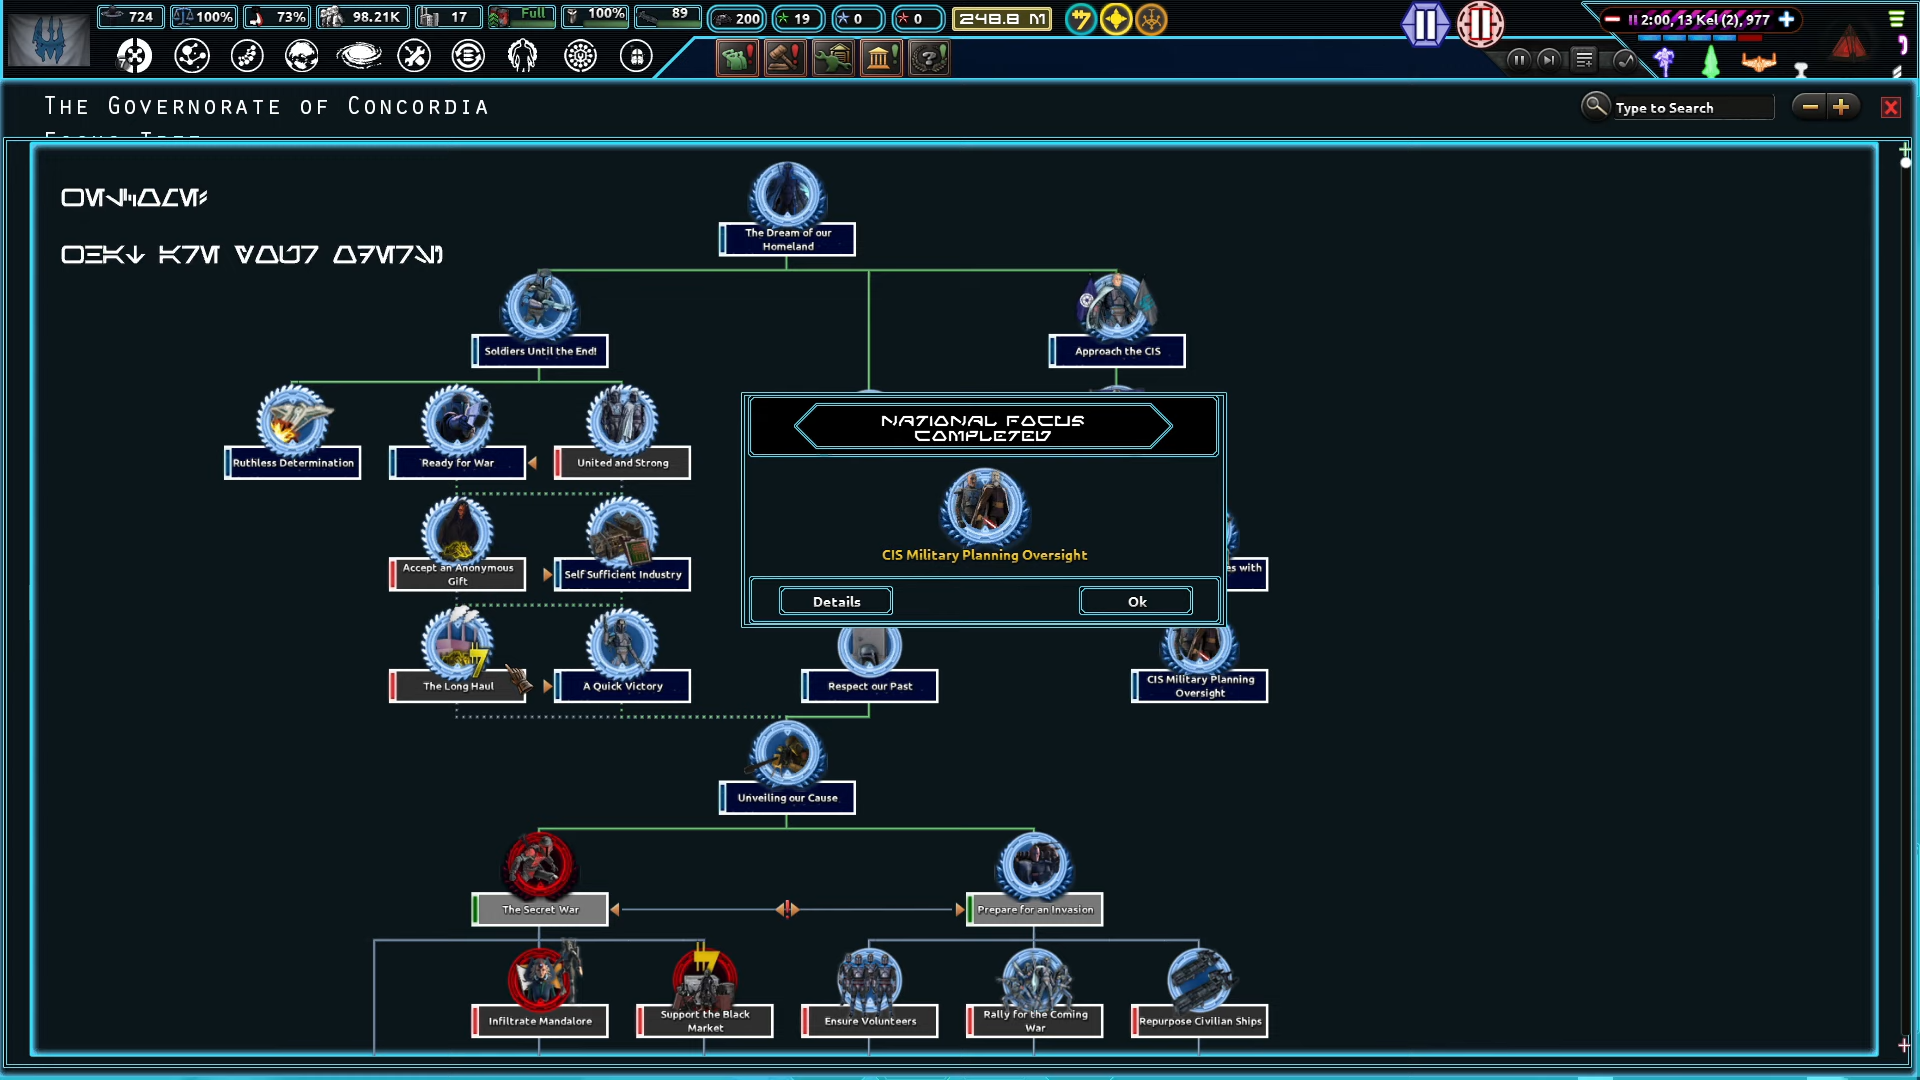 724
100%
73%
98.21K
17
Full
100%
89
200
19
0
0
248.8 M
2:00, 13 Kel (2), 977
7
The Governorate of Concordia
Type to Search
The Dream of our
Homeland
Soldiers Until the End!
Approach the CIS
Ruthless Determination
Ready for War
United and Strong
NATIONAL FOCUS
COMPLETED
CIS Military Planning Oversight
Accept an Anonymous
Gift
Self Sufficient Industry
es with
Details
Ok
The Long Haul
A Quick Victory
Respect our Past
CIS Military Planning
Oversight
Unveiling our Cause
The Secret War
Prepare for an Invasion
Infiltrate Mandalore
Support the Black
Market
Ensure Volunteers
Rally for the Coming
War
Repurpose Civilian Ships